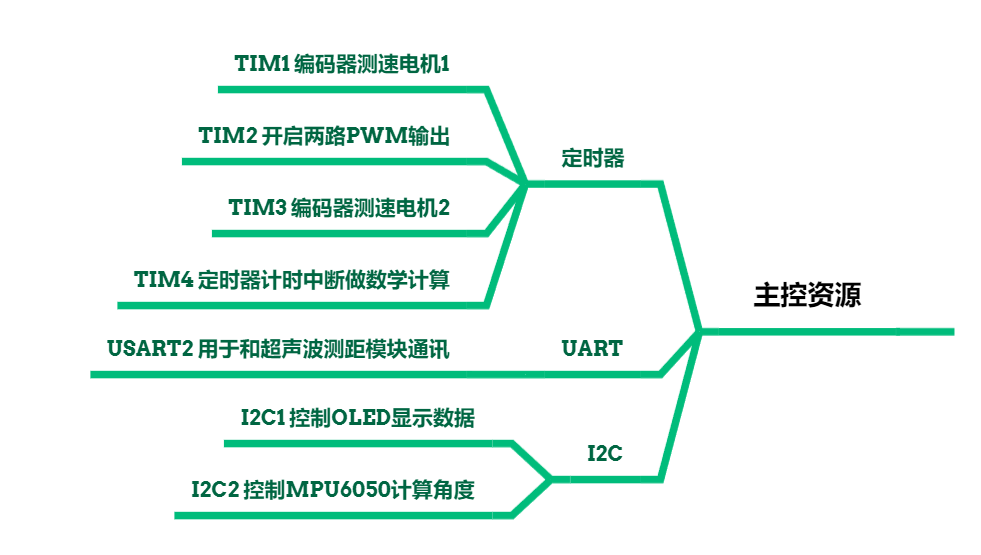 TIM1 编码器测速电机1
TIM2 开启两路PWM输出
定时器
TIM3 编码器测速电机2
TIM4 定时器计时中断做数学计算
主控资源
USART2 用于和超声波测距模块通讯
UART
I2C1 控制OLED显示数据
I2C
I2C2 控制MPU6050计算角度